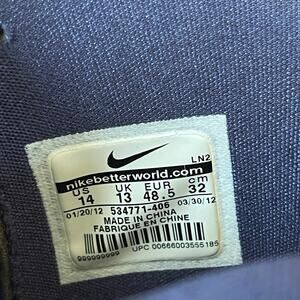 LN2
nikebetterworld.com
US UK EUR cm
14 13 48.5 32
01/20/12 534771-406 03/30/12
MADE IN CHINA
FABRIQUE EN CHINE
999999999 UPC 00666003555185